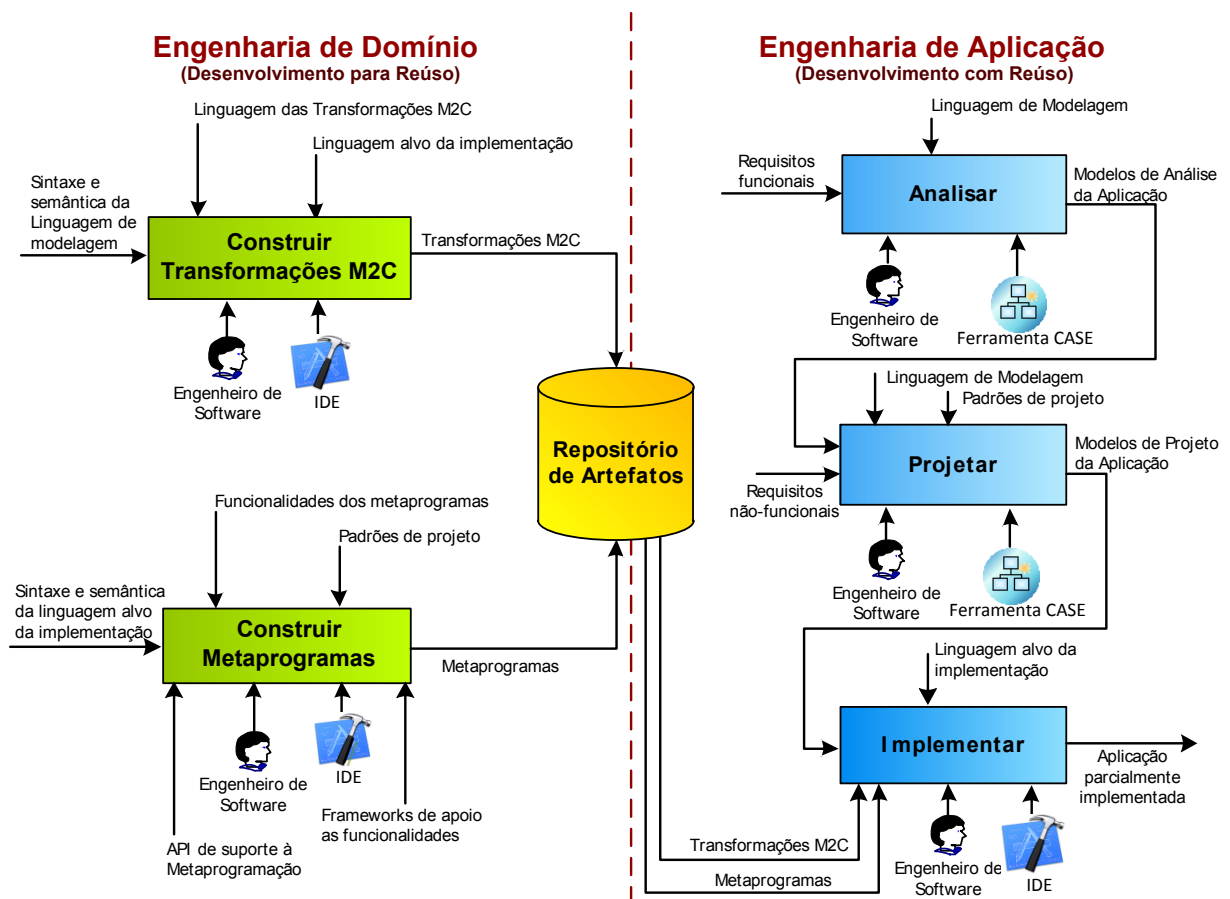 Engenharia de Domínio
(Desenvolvimento para Reúso)
Linguagem das Transformações M2C
Linguagem alvo da implementação
Sintaxe e
semântica da
Linguagem de
modelagem
Construir
Transformações M2C
Transformações M2C
Engenheiro de
Software
IDE
Repositório
de Artefatos
Funcionalidades dos metaprogramas
Padrões de projeto
Sintaxe e semântica
da linguagem alvo
da implementação
Construir
Metaprogramas
Metaprogramas
Engenheiro de
Software
IDE
Frameworks de apoio
as funcionalidades
API de suporte à
Metaprogramação
Engenharia de Aplicação
(Desenvolvimento com Reúso)
Linguagem de Modelagem
Requisitos
funcionais
Analisar
Modelos de Análise
da Aplicação
Engenheiro de
Software
Ferramenta CASE
Linguagem de Modelagem
Padrões de projeto
Projetar
Modelos de Projeto
da Aplicação
Requisitos
não-funcionais
Engenheiro de
Software
Ferramenta CASE
Linguagem alvo da
implementação
Implementar
Aplicação
parcialmente
implementada
Transformações M2C
Metaprogramas
Engenheiro de
Software
IDE